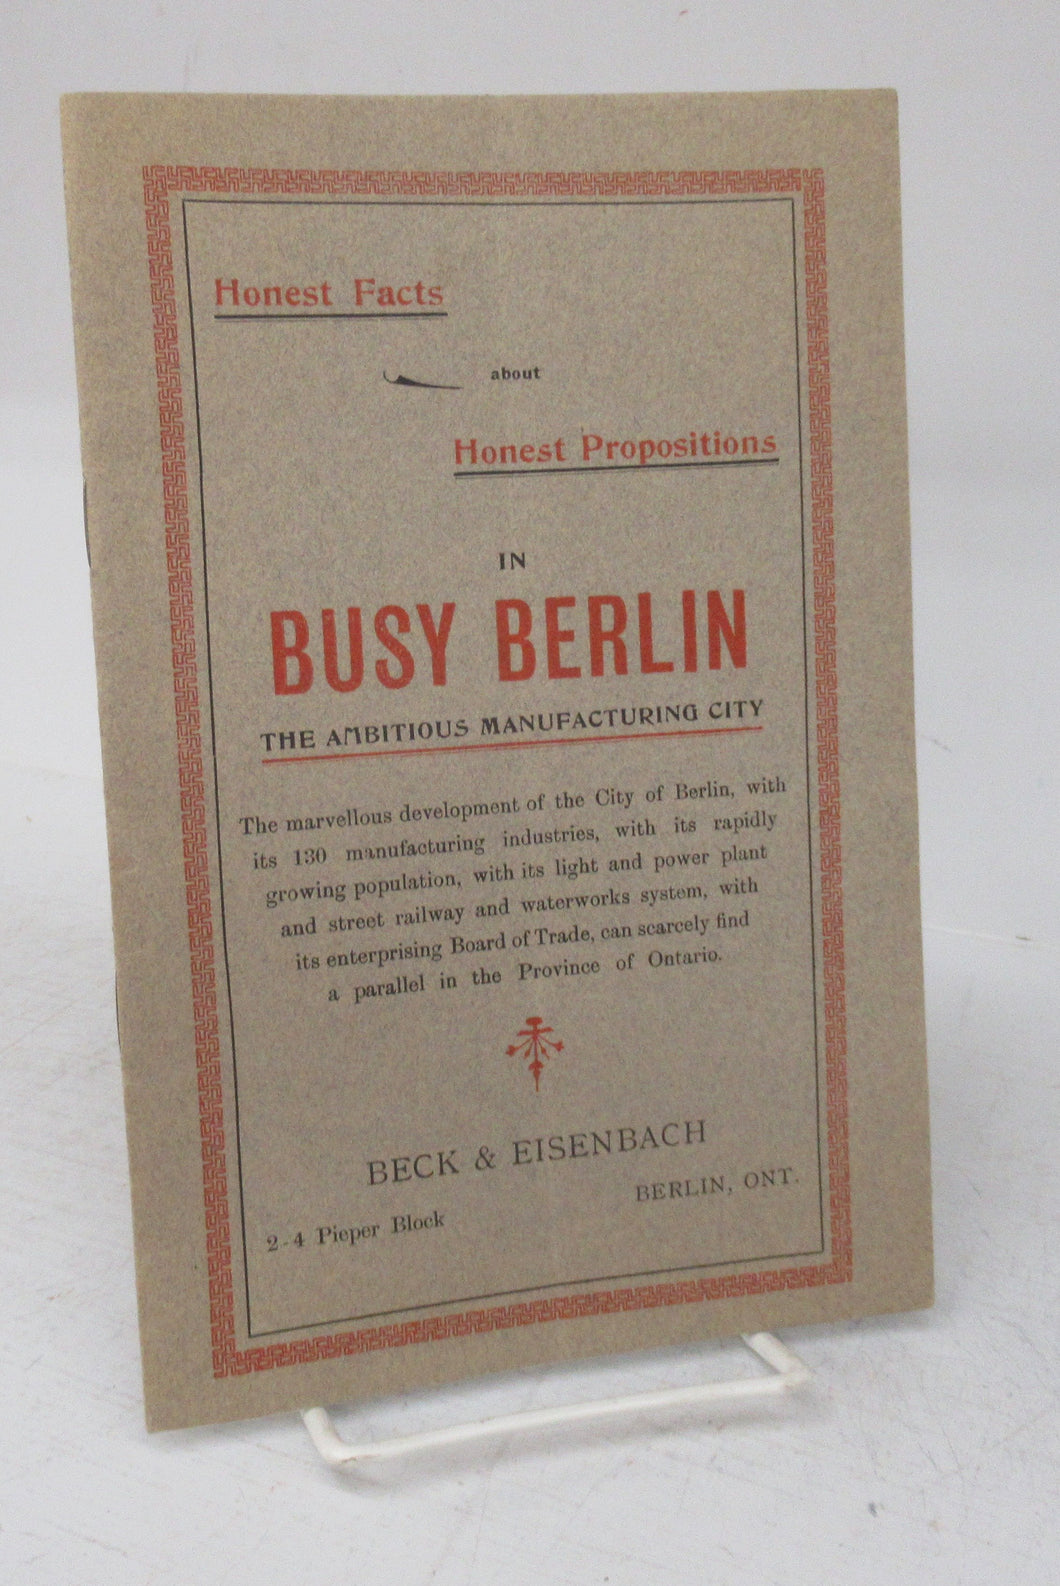 Honest Facts
about
Honest Propositions
IN
BUSY BERLIN
THE AMBITIOUS MANUFACTURING CITY
The marvellous development of the City of Berlin, with
its 130 manufacturing industries, with its rapidly
growing population, with its light and power plant
and street railway and waterworks system, with
its enterprising Board of Trade, can scarcely find
a parallel in the Province of Ontario.
BECK & EISENBACH
2-4 Pieper Block
BERLIN, ONT.